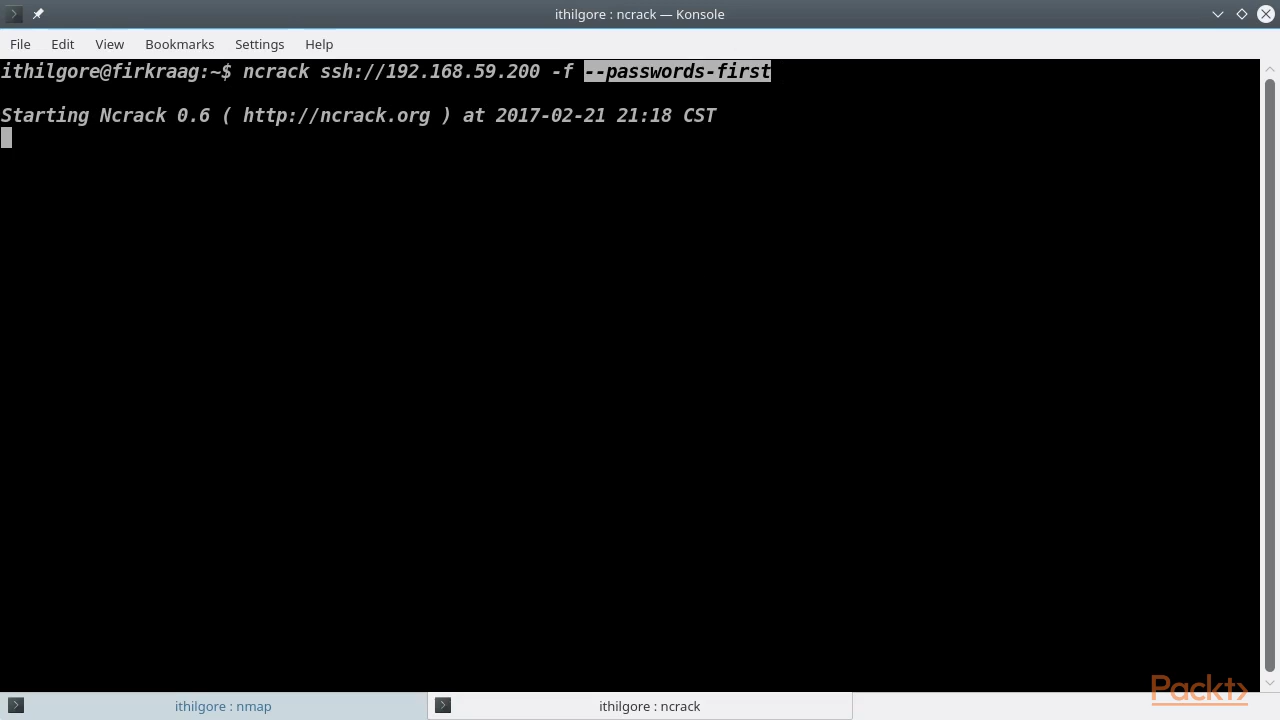 ithilgore : ncrack — Konsole
File Edit View Bookmarks Settings Help
ithilgore@firkraag:~$ ncrack ssh://192.168.59.200 -f --passwords-first
Starting Ncrack 0.6 ( http://ncrack.org ) at 2017-02-21 21:18 CST
Packt>
ithilgore : nmap ithilgore : ncrack